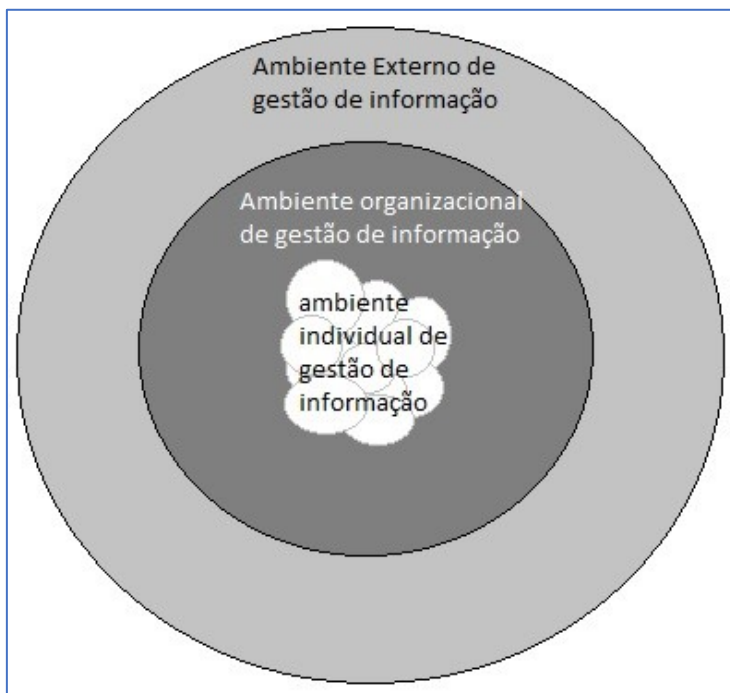 Ambiente Externo de
gestão de informação
Ambiente organizacional
de gestão de informação
ambiente
individual de
gestão de
informação